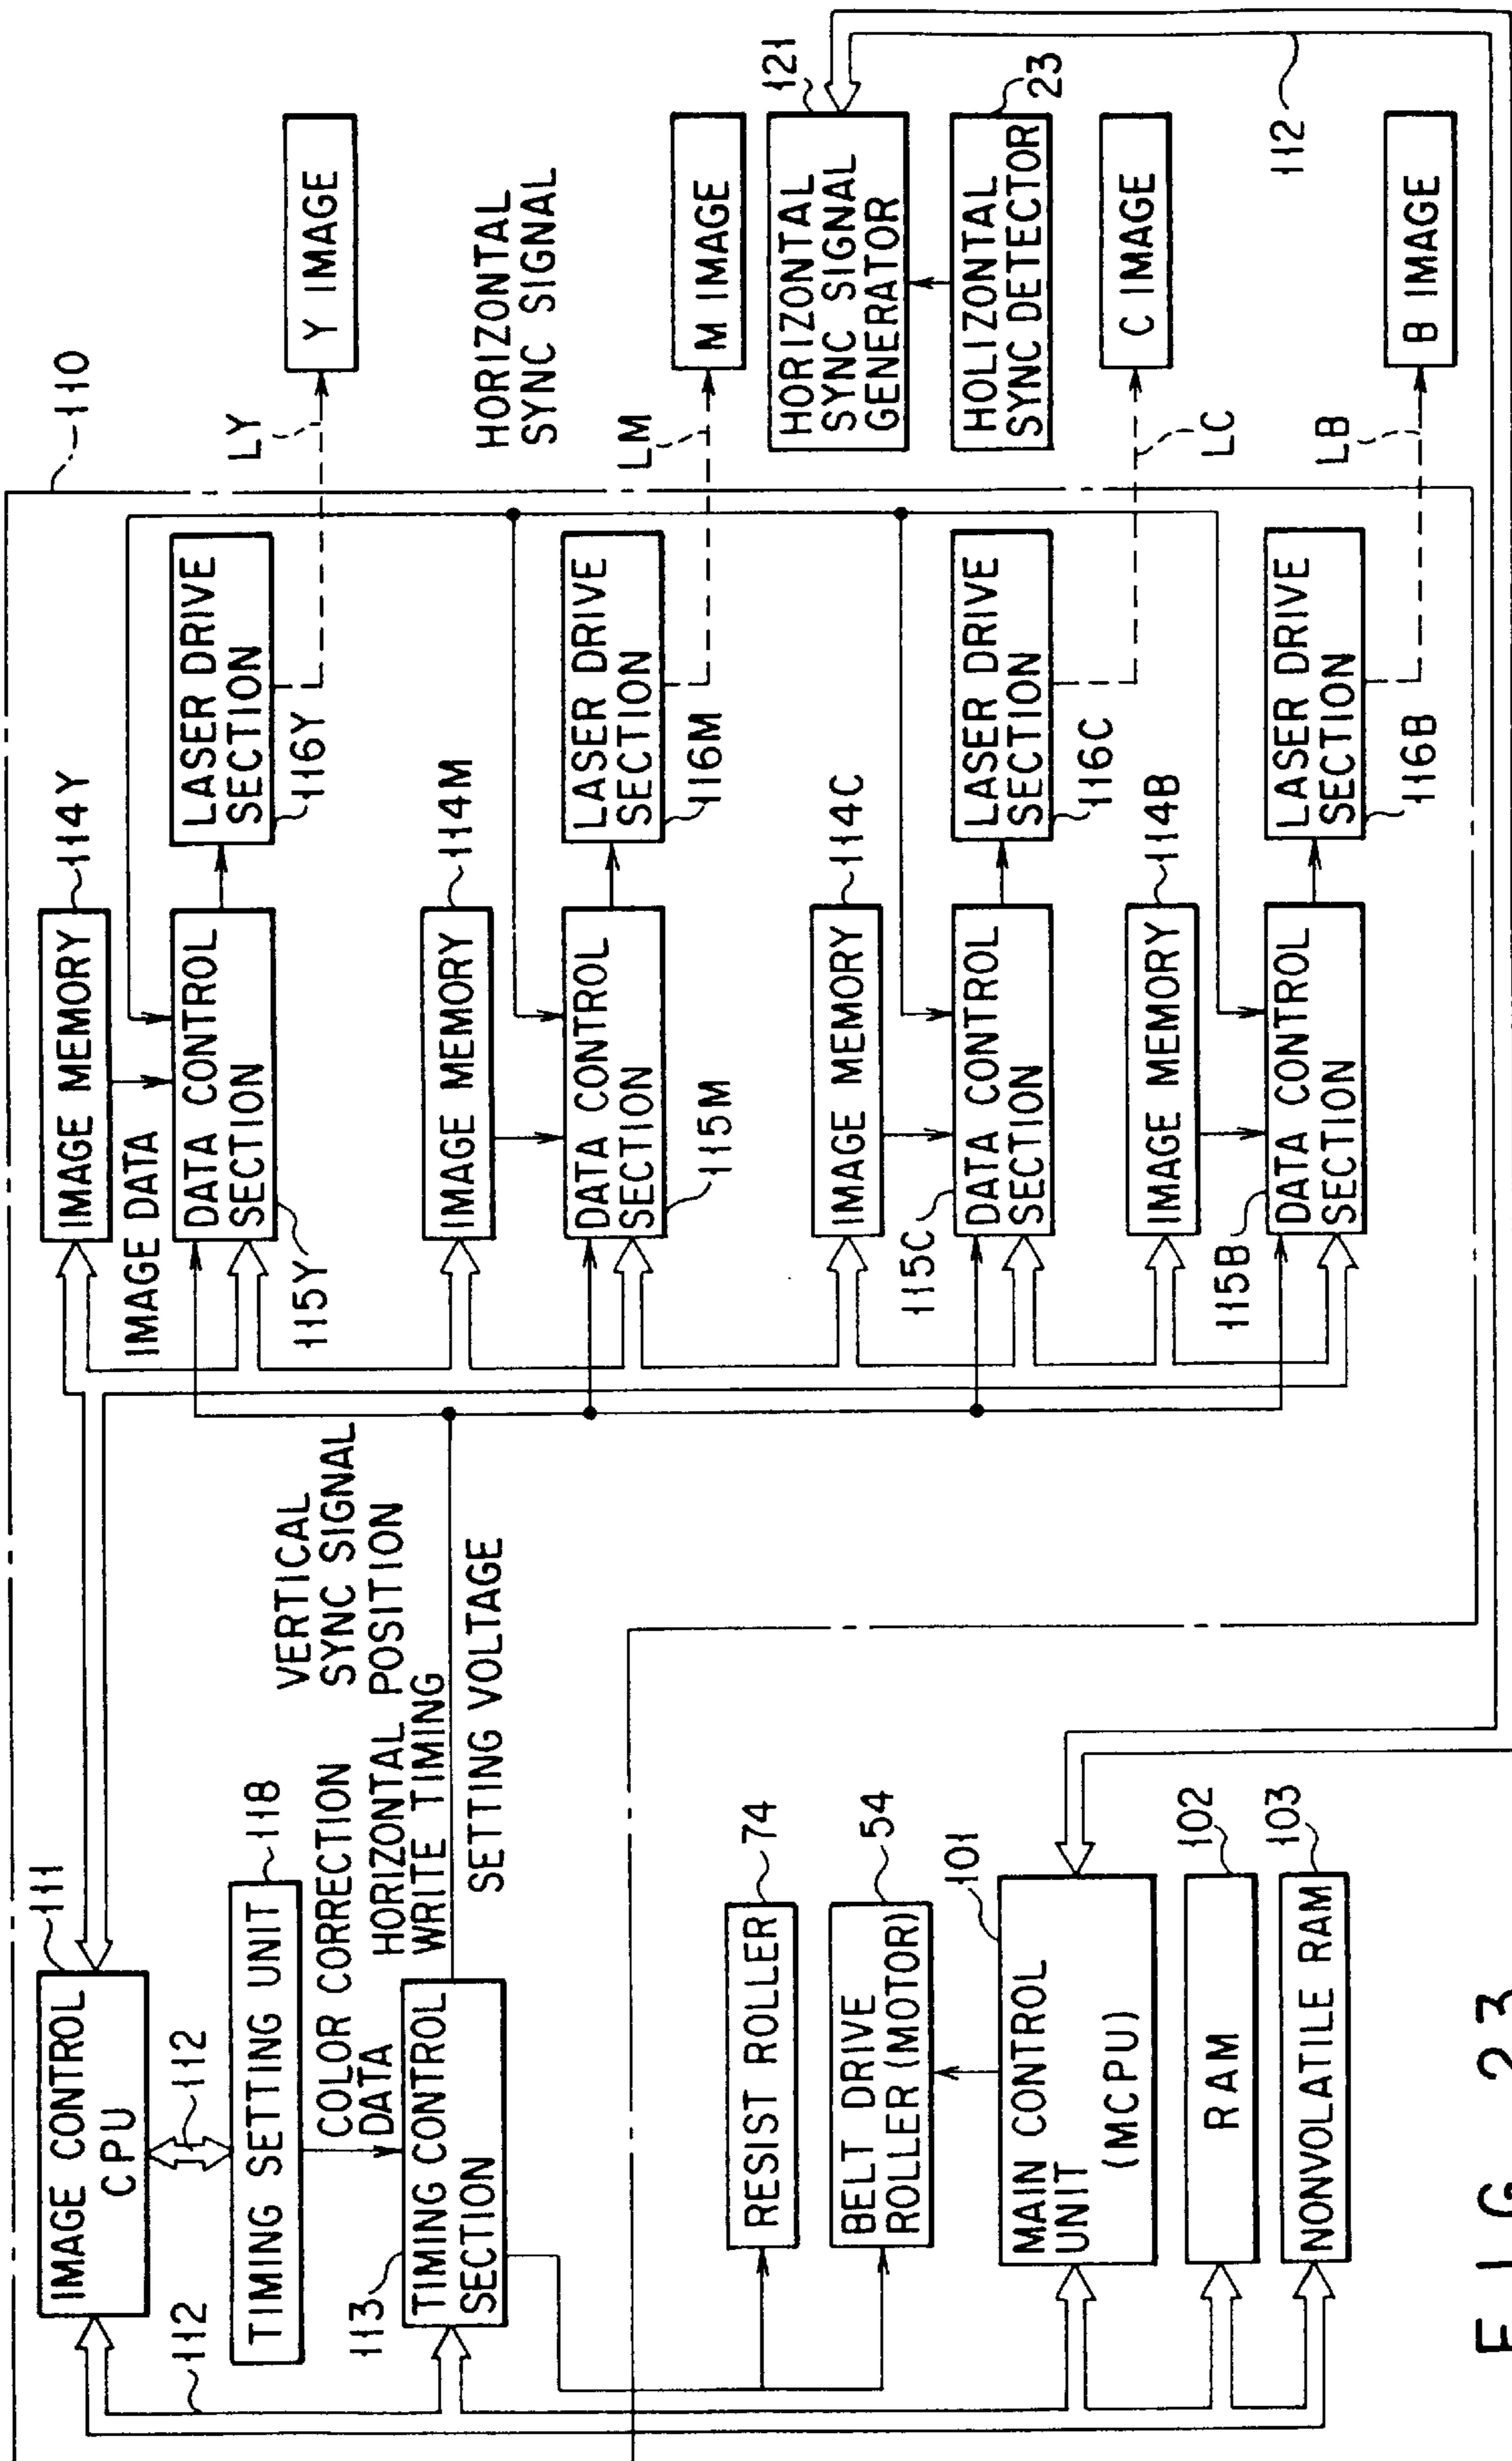 110
111
IMAGE CONTROL
CPU
112
112
TIMING SETTING UNIT
118
COLOR CORRECTION
DATA
VERTICAL
SYNC SIGNAL
HORIZONTAL POSITION
WRITE TIMING
SETTING VOLTAGE
113
TIMING CONTROL
SECTION
RESIST ROLLER
74
BELT DRIVE
ROLLER (MOTOR)
54
101
MAIN CONTROL
UNIT
(MCPU)
RAM
102
NONVOLATILE RAM
103
IMAGE MEMORY
114Y
IMAGE DATA
DATA CONTROL
SECTION
115Y
LASER DRIVE
SECTION
116Y
LY
Y IMAGE
HORIZONTAL
SYNC SIGNAL
IMAGE MEMORY
114M
DATA CONTROL
SECTION
115M
LASER DRIVE
SECTION
116M
LM
M IMAGE
121
HORIZONTAL
SYNC SIGNAL
GENERATOR
HOLIZONTAL
SYNC DETECTOR
23
IMAGE MEMORY
114C
115C
DATA CONTROL
SECTION
LASER DRIVE
SECTION
116C
LC
C IMAGE
112
IMAGE MEMORY
114B
115B
DATA CONTROL
SECTION
LASER DRIVE
SECTION
116B
LB
B IMAGE
FIG. 23